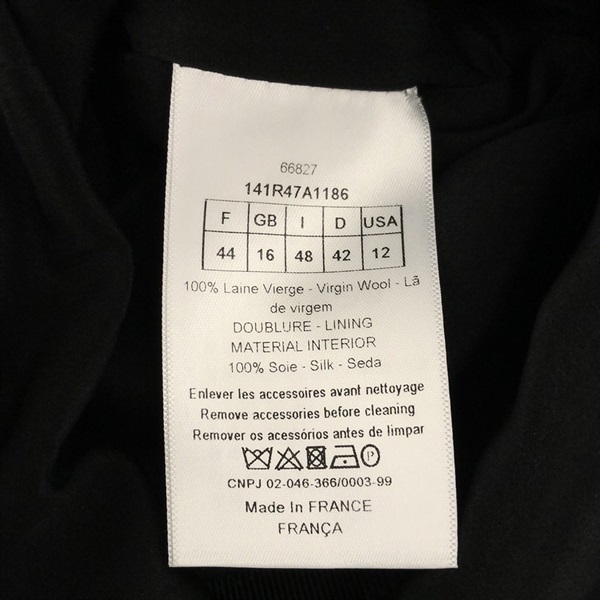 66827
141R47A1186
F GB I D USA
44 16 48 42 12
100% Laine Vierge - Virgin Wool - Lã
de virgem
DOUBLURE - LINING
MATERIAL INTERIOR
100% Soie - Silk - Seda
Enlever les accessoires avant nettoyage
Remove accessories before cleaning
Remover os acessórios antes de limpar
P
CNPJ 02-046-366/0003-99
Made In FRANCE
FRANÇA